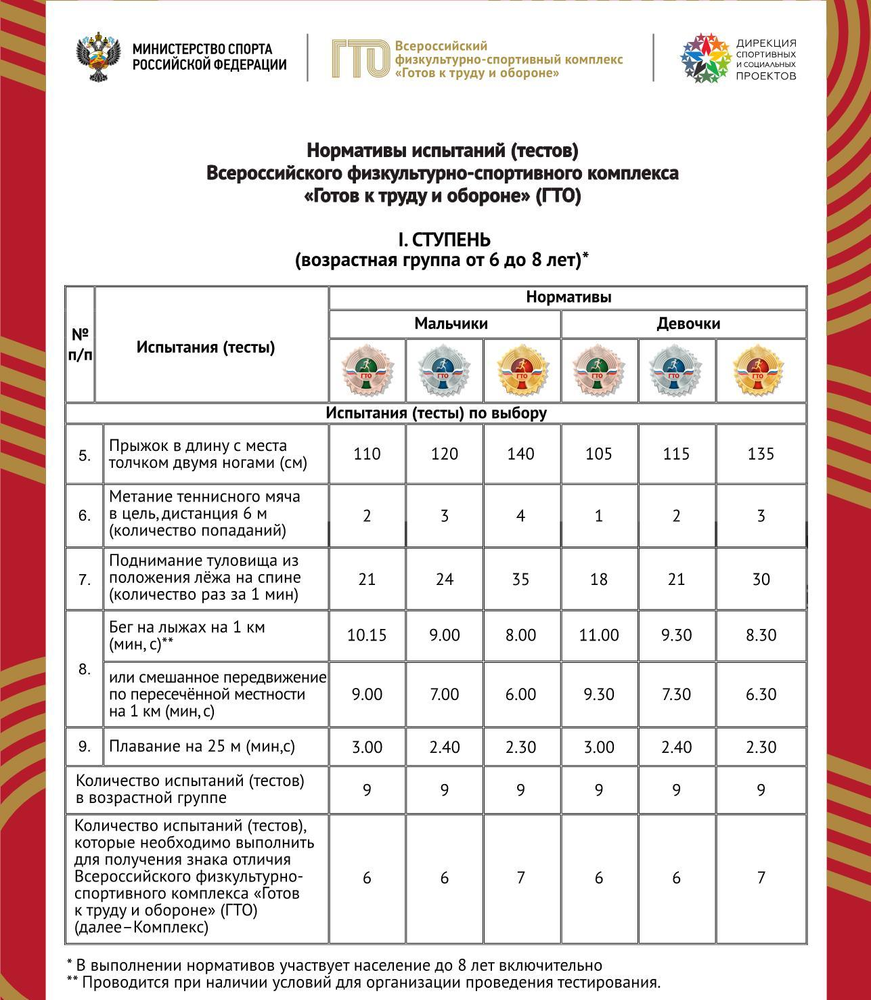 МИНИСТЕРСТВО СПОРТА
РОССИЙСКОЙ ФЕДЕРАЦИИ
ГТО
Всероссийский
физкультурно-спортивный комплекс
«Готов к труду и обороне»
ДИРЕКЦИЯ
СПОРТИВНЫХ
И СОЦИАЛЬНЫХ
ПРОЕКТОВ
Нормативы испытаний (тестов)
Всероссийского физкультурно-спортивного комплекса
«Готов к труду и обороне» (ГТО)
I. СТУПЕНЬ
(возрастная группа от 6 до 8 лет)*
№
п/п
Испытания (тесты)
Нормативы
Мальчики Девочки
ГТО ГТО ГТО ГТО ГТО ГТО
Испытания (тесты) по выбору
5. Прыжок в длину с места
толчком двумя ногами (см)
110 120 140 105 115 135
6. Метание теннисного мяча
в цель, дистанция 6 м
(количество попаданий)
2 3 4 1 2 3
7. Поднимание туловища из
положения лёжа на спине
(количество раз за 1 мин)
21 24 35 18 21 30
8. Бег на лыжах на 1 км
(мин, с)**
10.15 9.00 8.00 11.00 9.30 8.30
или смешанное передвижение
по пересечённой местности
на 1 км (мин, с)
9.00 7.00 6.00 9.30 7.30 6.30
9. Плавание на 25 м (мин,с) 3.00 2.40 2.30 3.00 2.40 2.30
Количество испытаний (тестов)
в возрастной группе
9 9 9 9 9 9
Количество испытаний (тестов),
которые необходимо выполнить
для получения знака отличия
Всероссийского физкультурно-
спортивного комплекса «Готов
к труду и обороне» (ГТО)
(далее–Комплекс)
6 6 7 6 6 7
* В выполнении нормативов участвует население до 8 лет включительно
** Проводится при наличии условий для организации проведения тестирования.